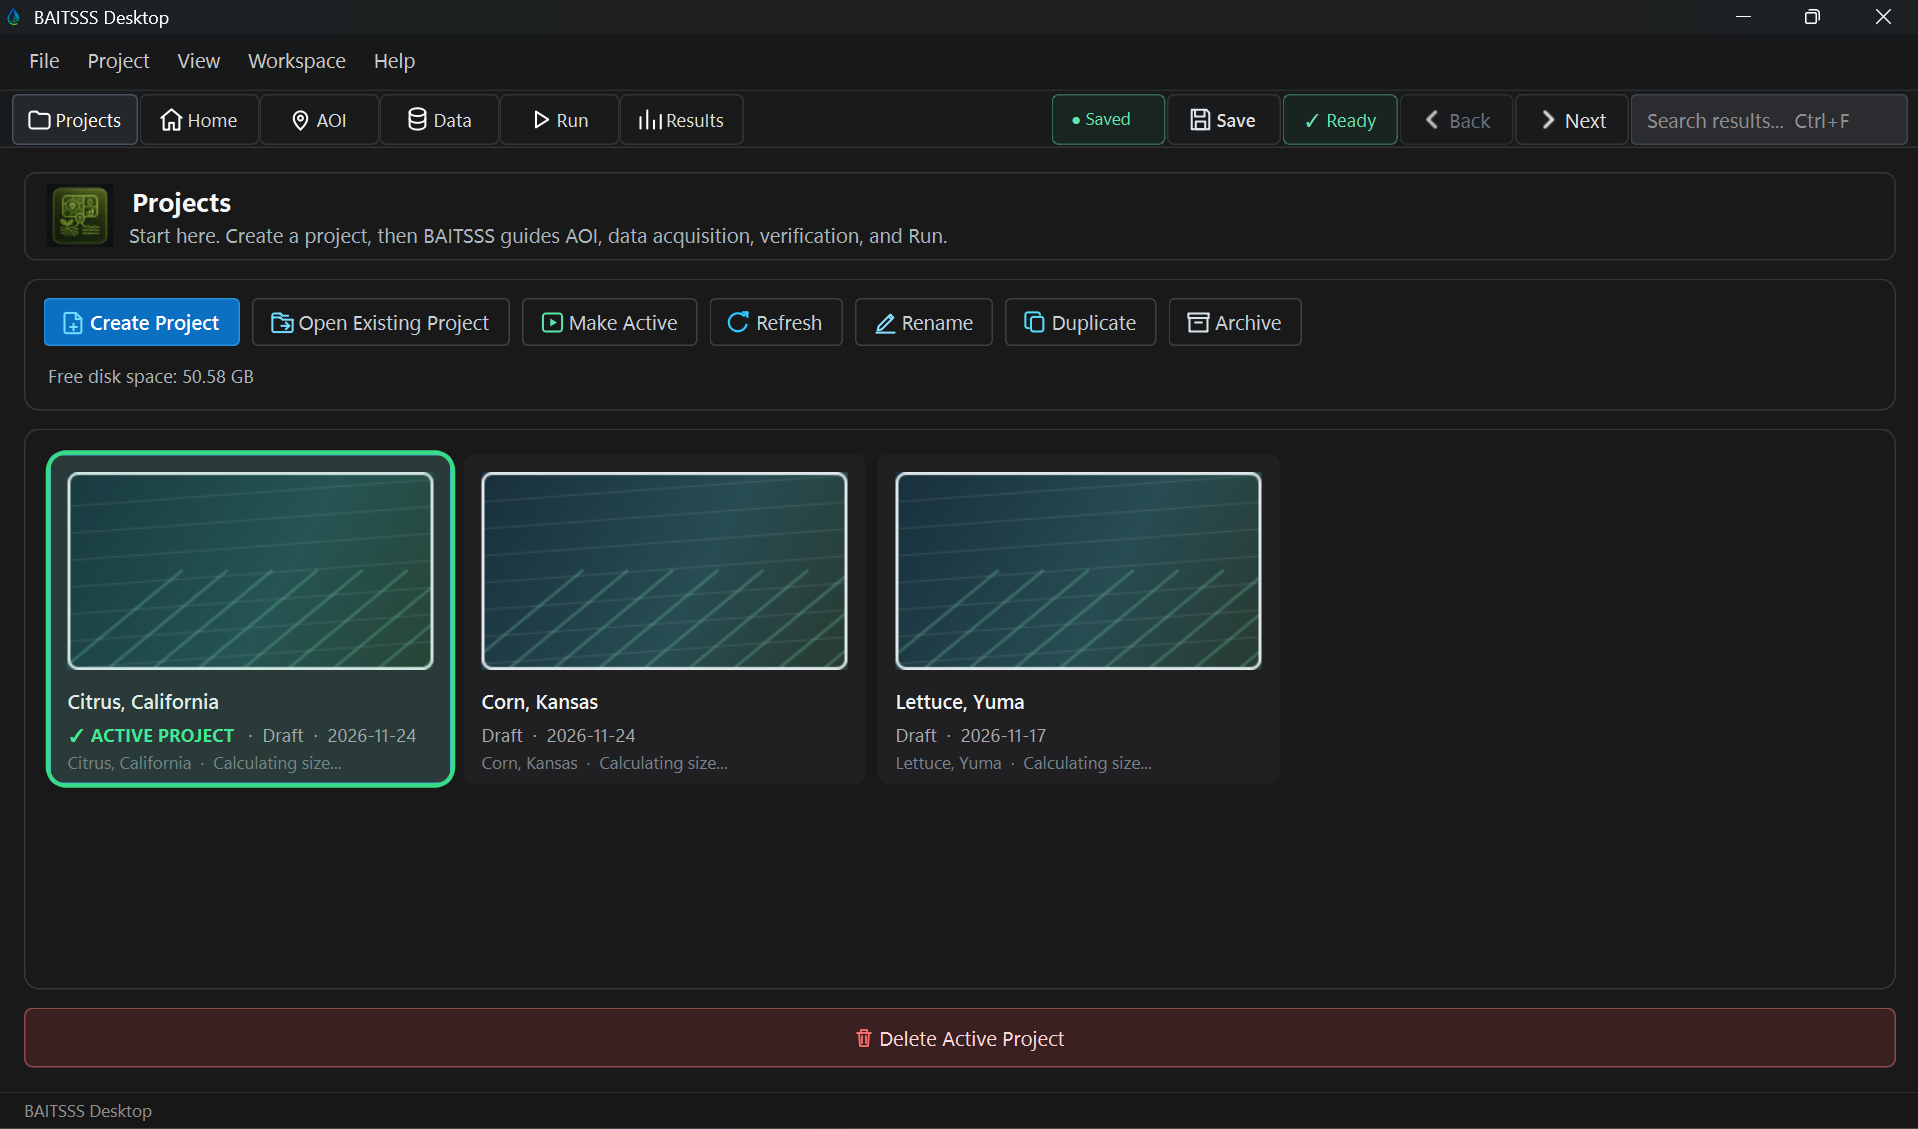 BAITSSS Desktop
File Project View Workspace Help
Projects Home AOI Data Run Results • Saved Save ✓ Ready Back Next Search results... Ctrl+F
Projects
Start here. Create a project, then BAITSSS guides AOI, data acquisition, verification, and Run.
Create Project Open Existing Project Make Active Refresh Rename Duplicate Archive
Free disk space: 50.58 GB
Citrus, California
✓ ACTIVE PROJECT · Draft · 2026-11-24
Citrus, California · Calculating size...
Corn, Kansas
Draft · 2026-11-24
Corn, Kansas · Calculating size...
Lettuce, Yuma
Draft · 2026-11-17
Lettuce, Yuma · Calculating size...
Delete Active Project
BAITSSS Desktop